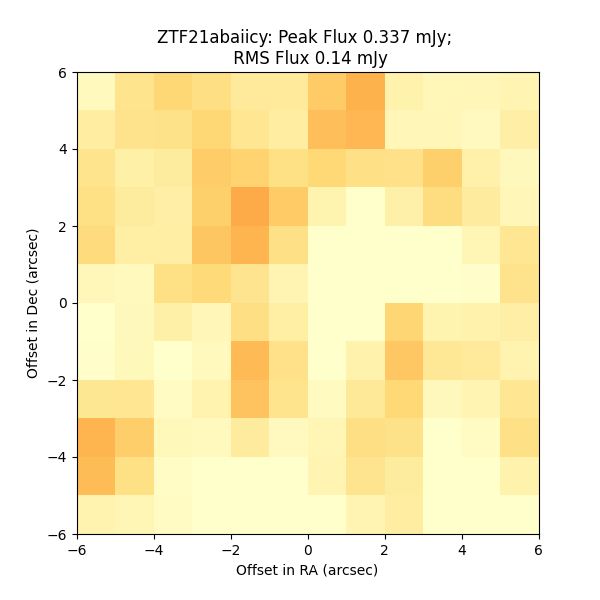 ZTF21abaiicy: Peak Flux 0.337 mJy;
RMS Flux 0.14 mJy
6
4
2
0
−2
−4
−6
Offset in Dec (arcsec)
−6 −4 −2 0 2 4 6
Offset in RA (arcsec)